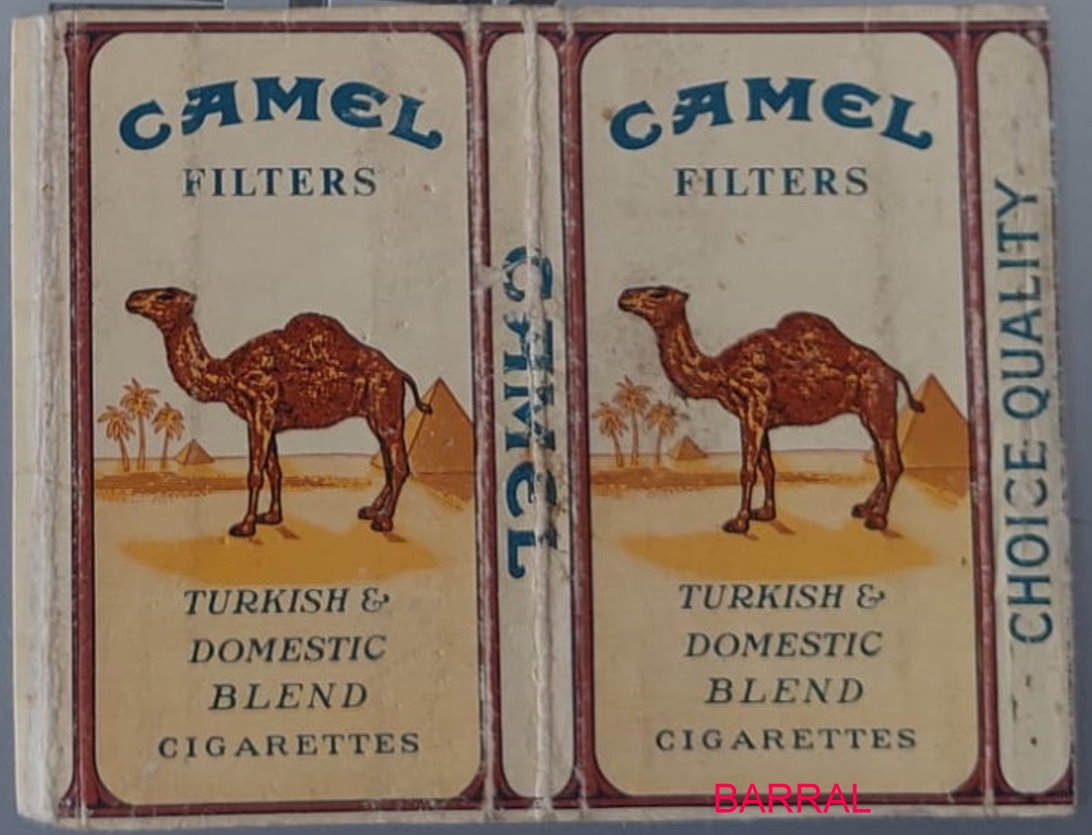 CAMEL
FILTERS
TURKISH &
DOMESTIC
BLEND
CIGARETTES
CAMEL
CAMEL
FILTERS
TURKISH &
DOMESTIC
BLEND
CIGARETTES
CHOICE QUALITY
BARRAL